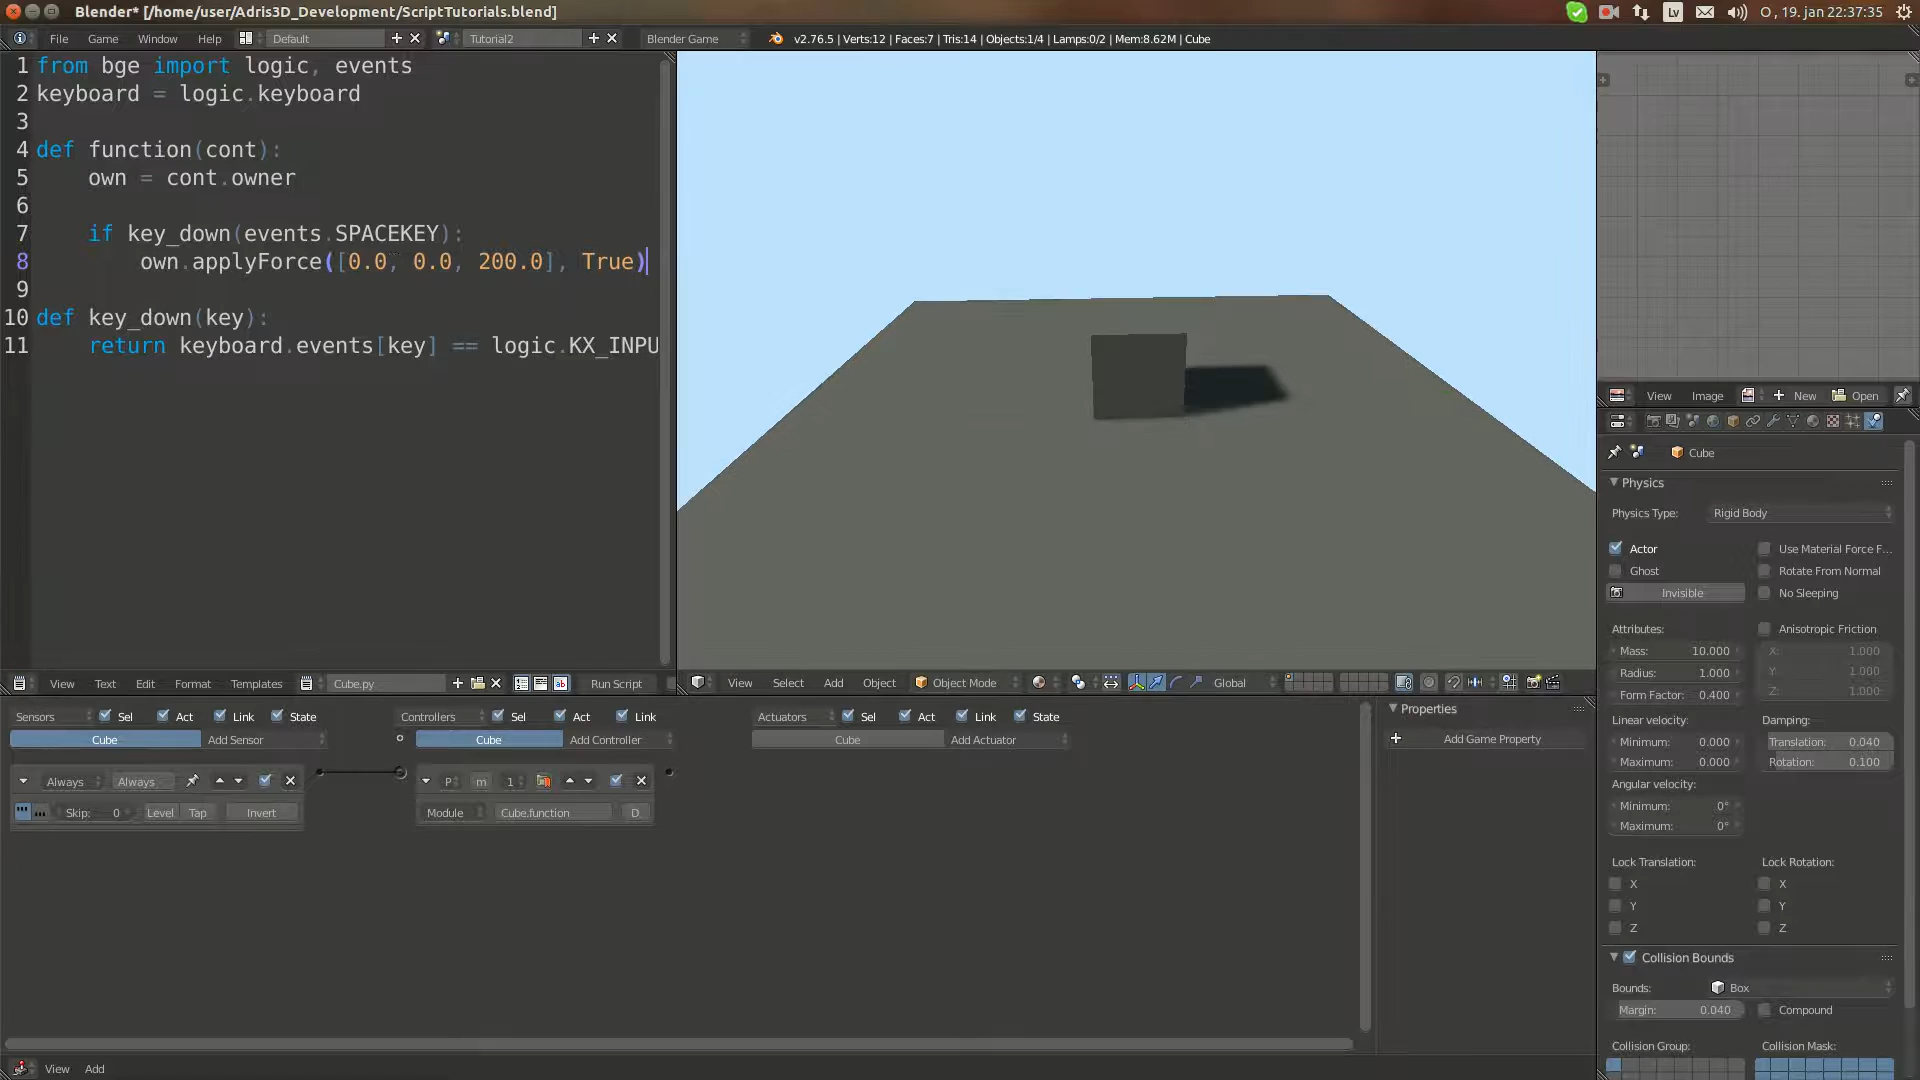 Blender* [/home/user/Adris3D_Development/ScriptTutorials.blend]
Lv
O , 19. jan 22:37:35
File Game Window Help Default Tutorial2 Blender Game v2.76.5 | Verts:12 | Faces:7 | Tris:14 | Objects:1/4 | Lamps:0/2 | Mem:8.62M | Cube
1 from bge import logic, events
2 keyboard = logic.keyboard
3
4 def function(cont):
5 own = cont.owner
6
7 if key_down(events.SPACEKEY):
8 own.applyForce([0.0, 0.0, 200.0], True)
9
10 def key_down(key):
11 return keyboard.events[key] == logic.KX_INPU
View Image New Open
Cube
Physics
Physics Type: Rigid Body
Actor Use Material Force F...
Ghost Rotate From Normal
Invisible No Sleeping
Attributes: Anisotropic Friction
Mass: 10.000 X: 1.000
Radius: 1.000 Y: 1.000
Form Factor: 0.400 Z: 1.000
Linear velocity: Damping:
Minimum: 0.000 Translation: 0.040
Maximum: 0.000 Rotation: 0.100
Angular velocity:
Minimum: 0°
Maximum: 0°
Lock Translation: Lock Rotation:
X X
Y Y
Z Z
Collision Bounds
Bounds: Box
Margin: 0.040 Compound
Collision Group: Collision Mask:
View Text Edit Format Templates Cube.py Run Script
View Select Add Object Object Mode Global
Sensors Sel Act Link State Controllers Sel Act Link Actuators Sel Act Link State
Cube Add Sensor Cube Add Controller Cube Add Actuator
Always Always P m 1
Skip: 0 Level Tap Invert Module Cube.function D
Properties
Add Game Property
View Add